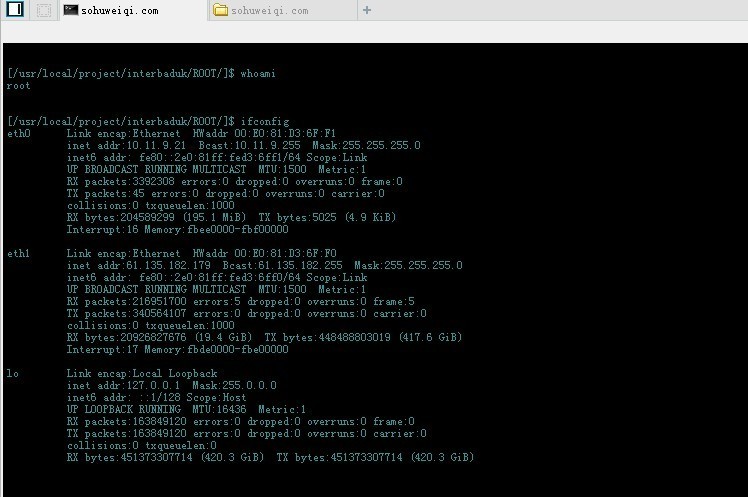 sohuweiqi.com
sohuweiqi.com
[/usr/local/project/interbaduk/ROOT/]$ whoami
root
[/usr/local/project/interbaduk/ROOT/]$ ifconfig
eth0 Link encap:Ethernet HWaddr 00:E0:81:D3:6F:F1
inet addr:10.11.9.21 Bcast:10.11.9.255 Mask:255.255.255.0
inet6 addr: fe80::2e0:81ff:fed3:6ff1/64 Scope:Link
UP BROADCAST RUNNING MULTICAST MTU:1500 Metric:1
RX packets:3392308 errors:0 dropped:0 overruns:0 frame:0
TX packets:45 errors:0 dropped:0 overruns:0 carrier:0
collisions:0 txqueuelen:1000
RX bytes:204589299 (195.1 MiB) TX bytes:5025 (4.9 KiB)
Interrupt:16 Memory:fbee0000-fbf00000
eth1 Link encap:Ethernet HWaddr 00:E0:81:D3:6F:F0
inet addr:61.135.182.179 Bcast:61.135.182.255 Mask:255.255.255.0
inet6 addr: fe80::2e0:81ff:fed3:6ff0/64 Scope:Link
UP BROADCAST RUNNING MULTICAST MTU:1500 Metric:1
RX packets:216951700 errors:5 dropped:0 overruns:0 frame:5
TX packets:340564107 errors:0 dropped:0 overruns:0 carrier:0
collisions:0 txqueuelen:1000
RX bytes:20926827676 (19.4 GiB) TX bytes:448488803019 (417.6 GiB)
Interrupt:17 Memory:fbde0000-fbe00000
lo Link encap:Local Loopback
inet addr:127.0.0.1 Mask:255.0.0.0
inet6 addr: ::1/128 Scope:Host
UP LOOPBACK RUNNING MTU:16436 Metric:1
RX packets:163849120 errors:0 dropped:0 overruns:0 frame:0
TX packets:163849120 errors:0 dropped:0 overruns:0 carrier:0
collisions:0 txqueuelen:0
RX bytes:451373307714 (420.3 GiB) TX bytes:451373307714 (420.3 GiB)